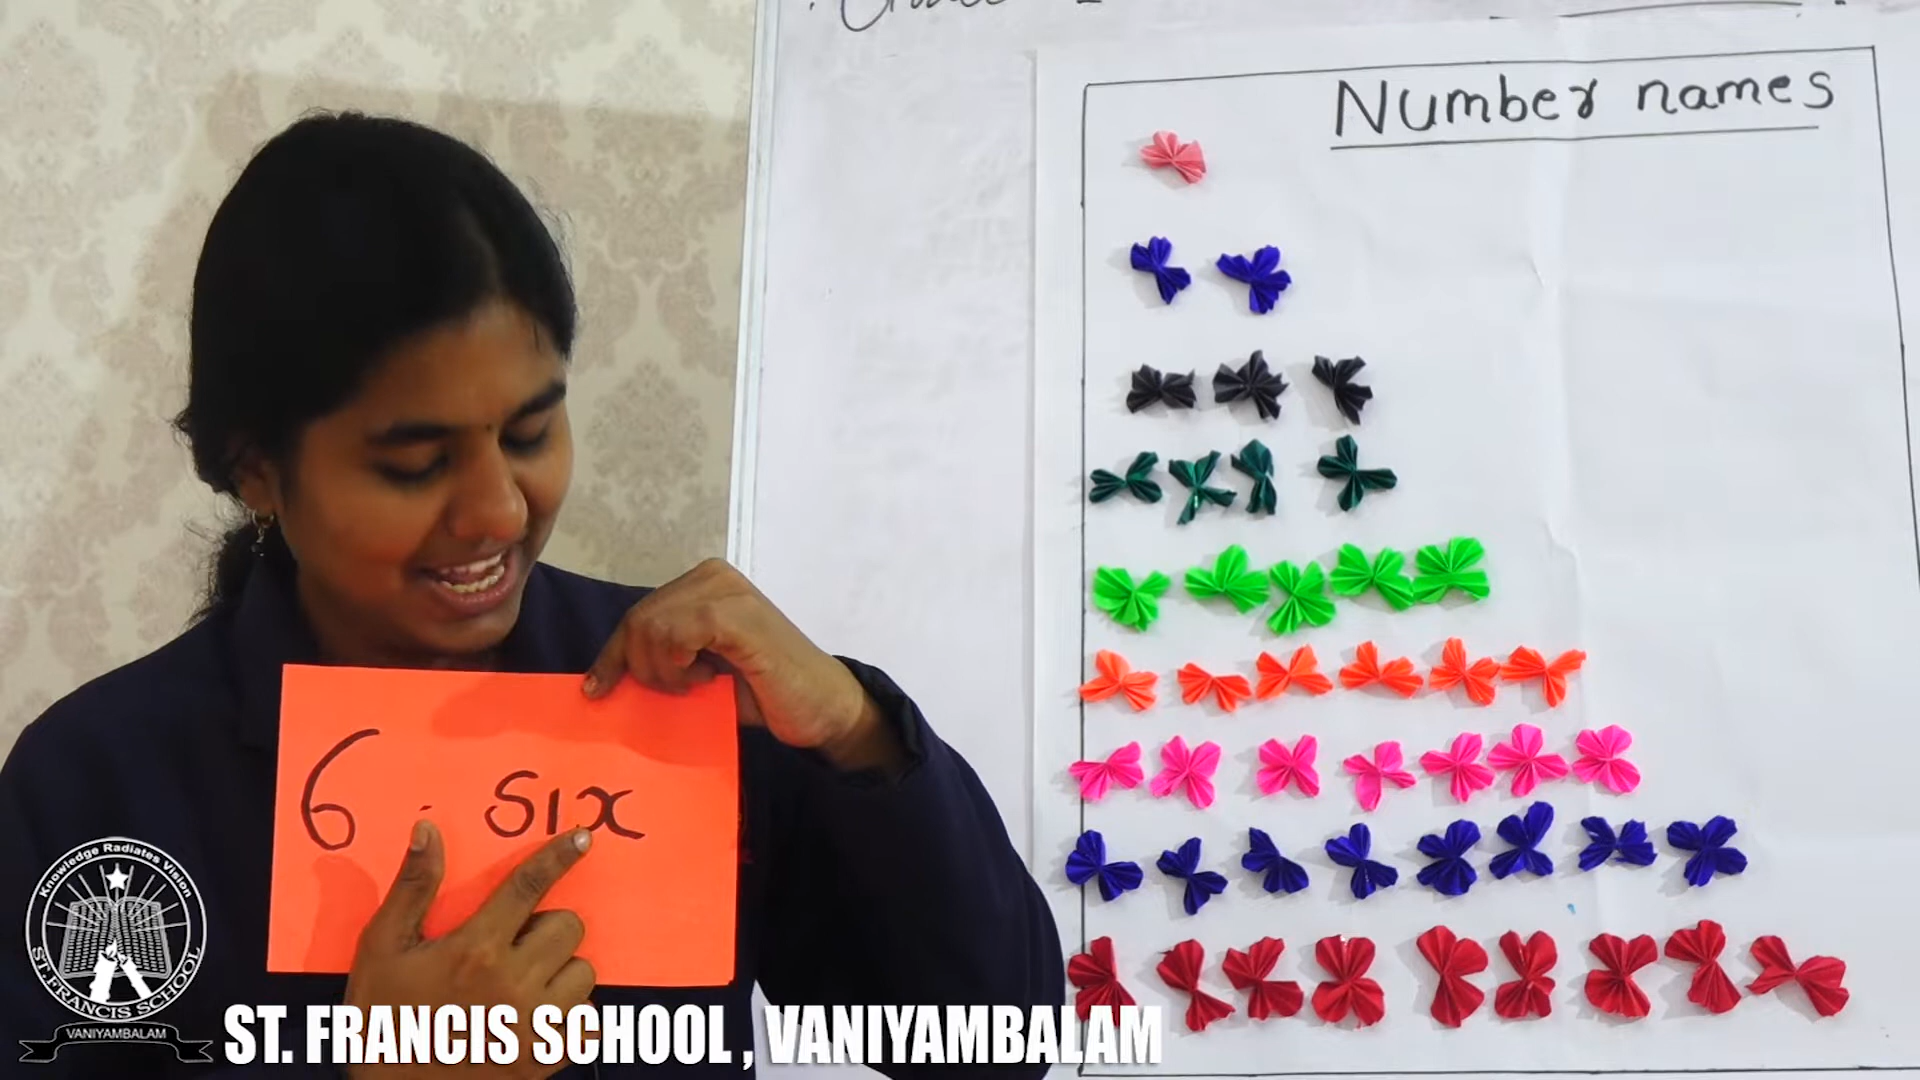 Number names
6 six
Knowledge Radiates Vision
ST. FRANCIS SCHOOL
VANIYAMBALAM
ST. FRANCIS SCHOOL, VANIYAMBALAM